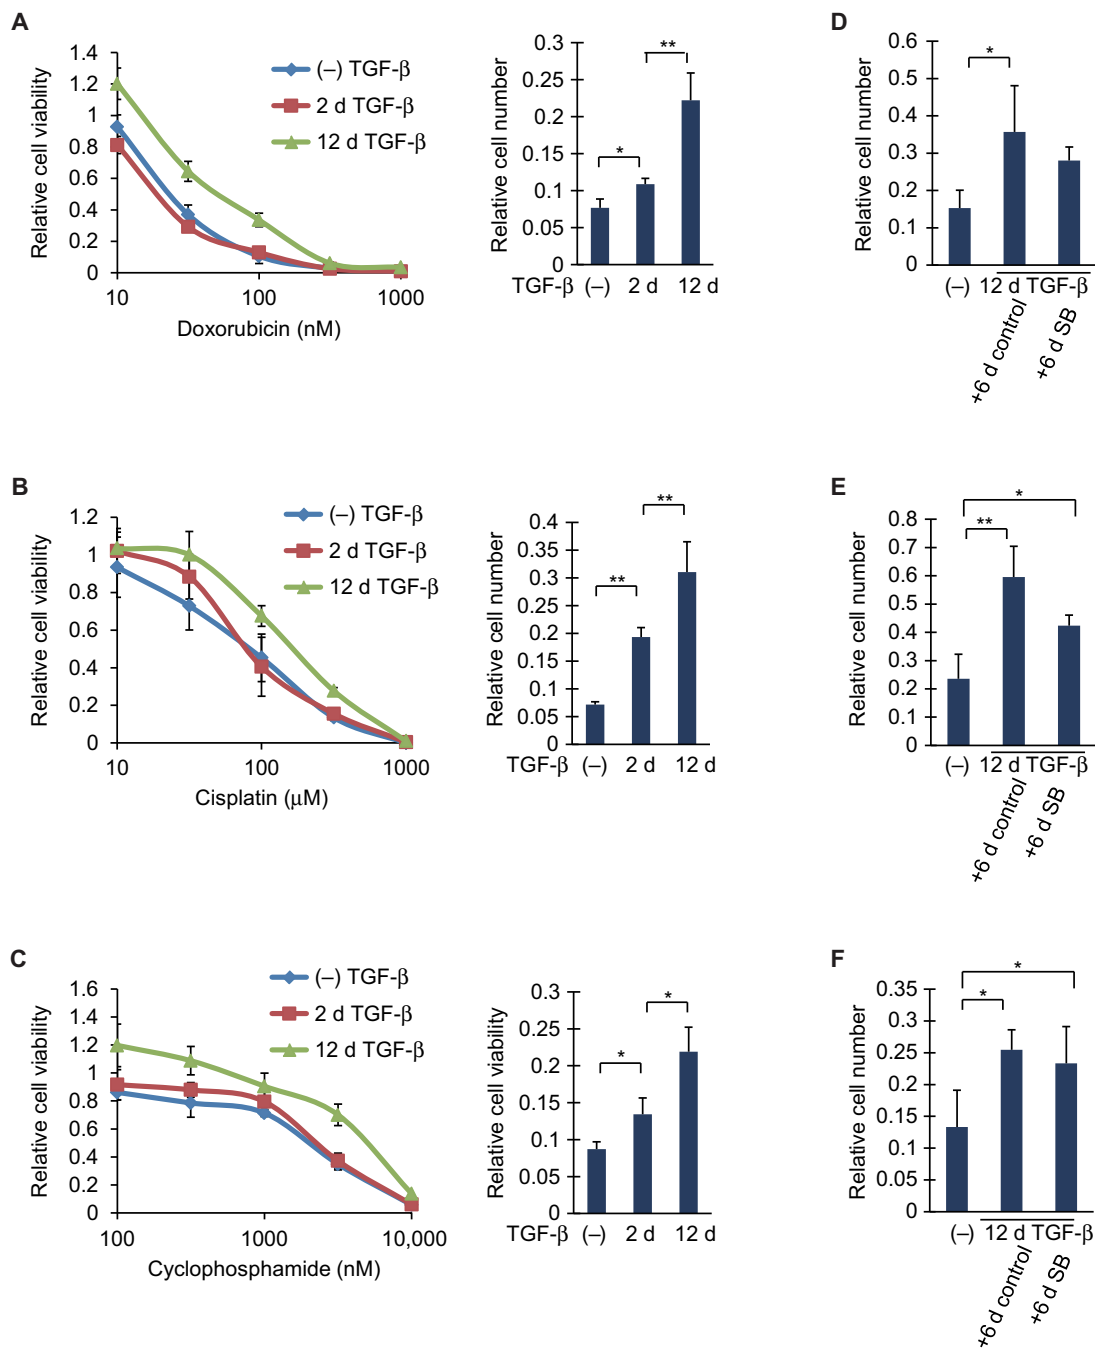 A
1.4
1.2
1
0.8
0.6
0.4
0.2
0
Relative cell viability
(–) TGF-β
2 d TGF-β
12 d TGF-β
10 100 1000
Doxorubicin (nM)
0.3
0.25
0.2
0.15
0.1
0.05
0
Relative cell number
*
**
TGF-β (–) 2 d 12 d
D
0.6
0.5
0.4
0.3
0.2
0.1
0
Relative cell number
*
(–) 12 d TGF-β
+6 d control
+6 d SB
B
1.2
1
0.8
0.6
0.4
0.2
0
Relative cell viability
(–) TGF-β
2 d TGF-β
12 d TGF-β
10 100 1000
Cisplatin (μM)
0.4
0.35
0.3
0.25
0.2
0.15
0.1
0.05
0
Relative cell number
**
**
TGF-β (–) 2 d 12 d
E
0.8
0.7
0.6
0.5
0.4
0.3
0.2
0.1
0
Relative cell number
*
**
(–) 12 d TGF-β
+6 d control
+6 d SB
C
1.6
1.4
1.2
1
0.8
0.6
0.4
0.2
0
Relative cell viability
(–) TGF-β
2 d TGF-β
12 d TGF-β
100 1000 10,000
Cyclophosphamide (nM)
0.3
0.25
0.2
0.15
0.1
0.05
0
Relative cell viability
*
*
TGF-β (–) 2 d 12 d
F
0.35
0.3
0.25
0.2
0.15
0.1
0.05
0
Relative cell number
*
*
(–) 12 d TGF-β
+6 d control
+6 d SB